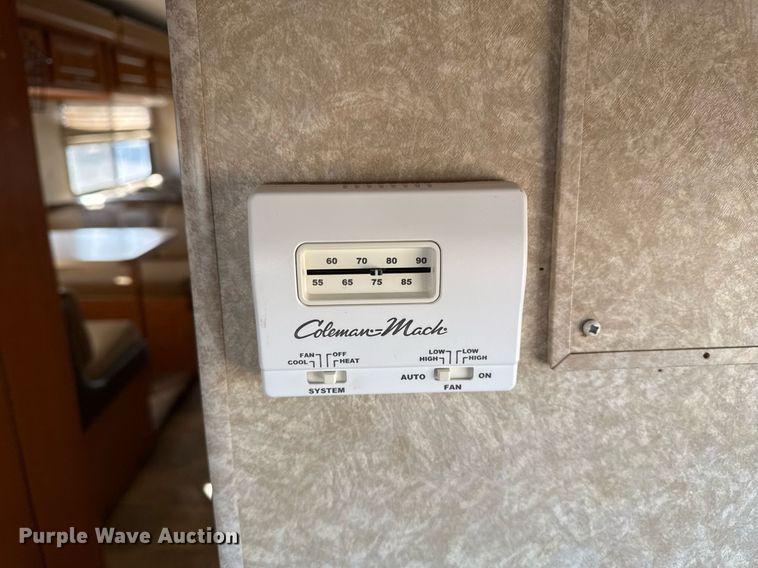 60 70 80 90
55 65 75 85
Coleman-Mach
FAN OFF
COOL HEAT
SYSTEM
LOW LOW
HIGH HIGH
AUTO ON
FAN
Purple Wave Auction